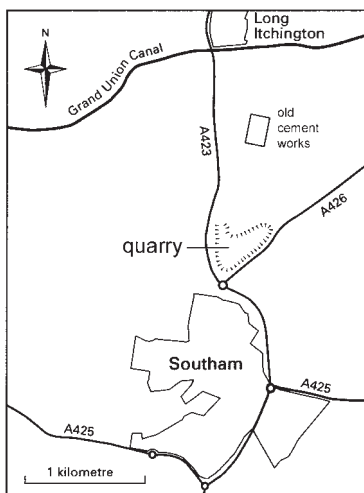 Long
Itchington
N
Grand Union Canal
A423
old
cement
works
A426
quarry
Southam
A425
A425
1 kilometre